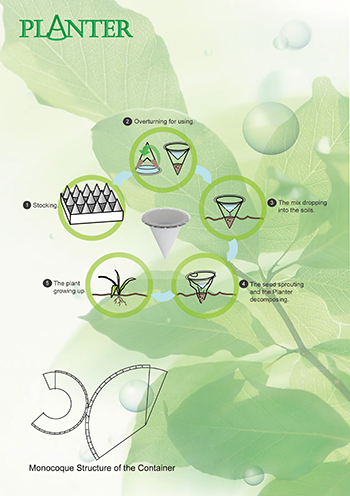 PLANTER
2 Overturning for using.
1 Stocking.
3 The mix dropping
into the soils.
5 The plant
growing up.
4 The seed sprouting
and the Planter
decomposing.
Monocoque Structure of the Container